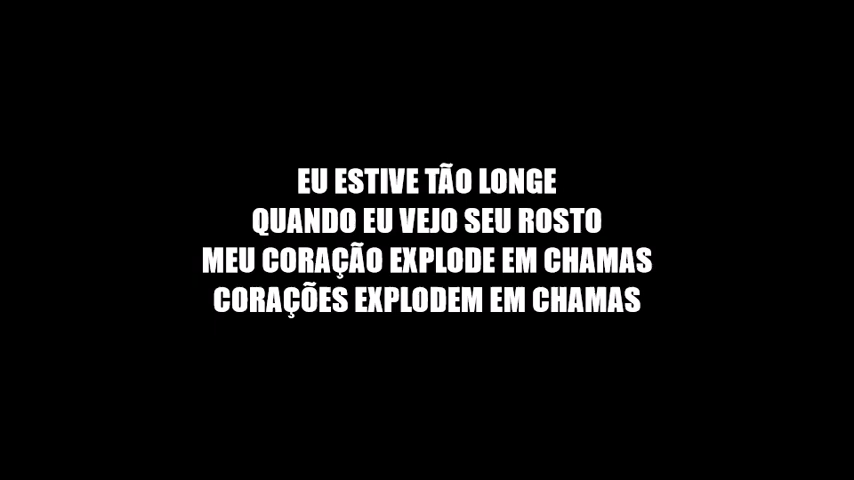 EU ESTIVE TÃO LONGE
QUANDO EU VEJO SEU ROSTO
MEU CORAÇÃO EXPLODE EM CHAMAS
CORAÇÕES EXPLODEM EM CHAMAS